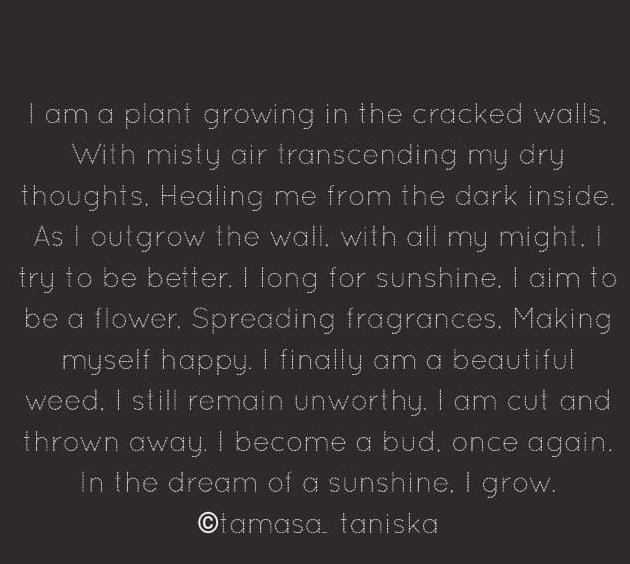 I am a plant growing in the cracked walls,
With misty air transcending my dry
thoughts, Healing me from the dark inside.
As I outgrow the wall, with all my might, I
try to be better. I long for sunshine, I aim to
be a flower, Spreading fragrances, Making
myself happy. I finally am a beautiful
weed, I still remain unworthy. I am cut and
thrown away. I become a bud, once again.
In the dream of a sunshine, I grow.
©tamasa_ taniska